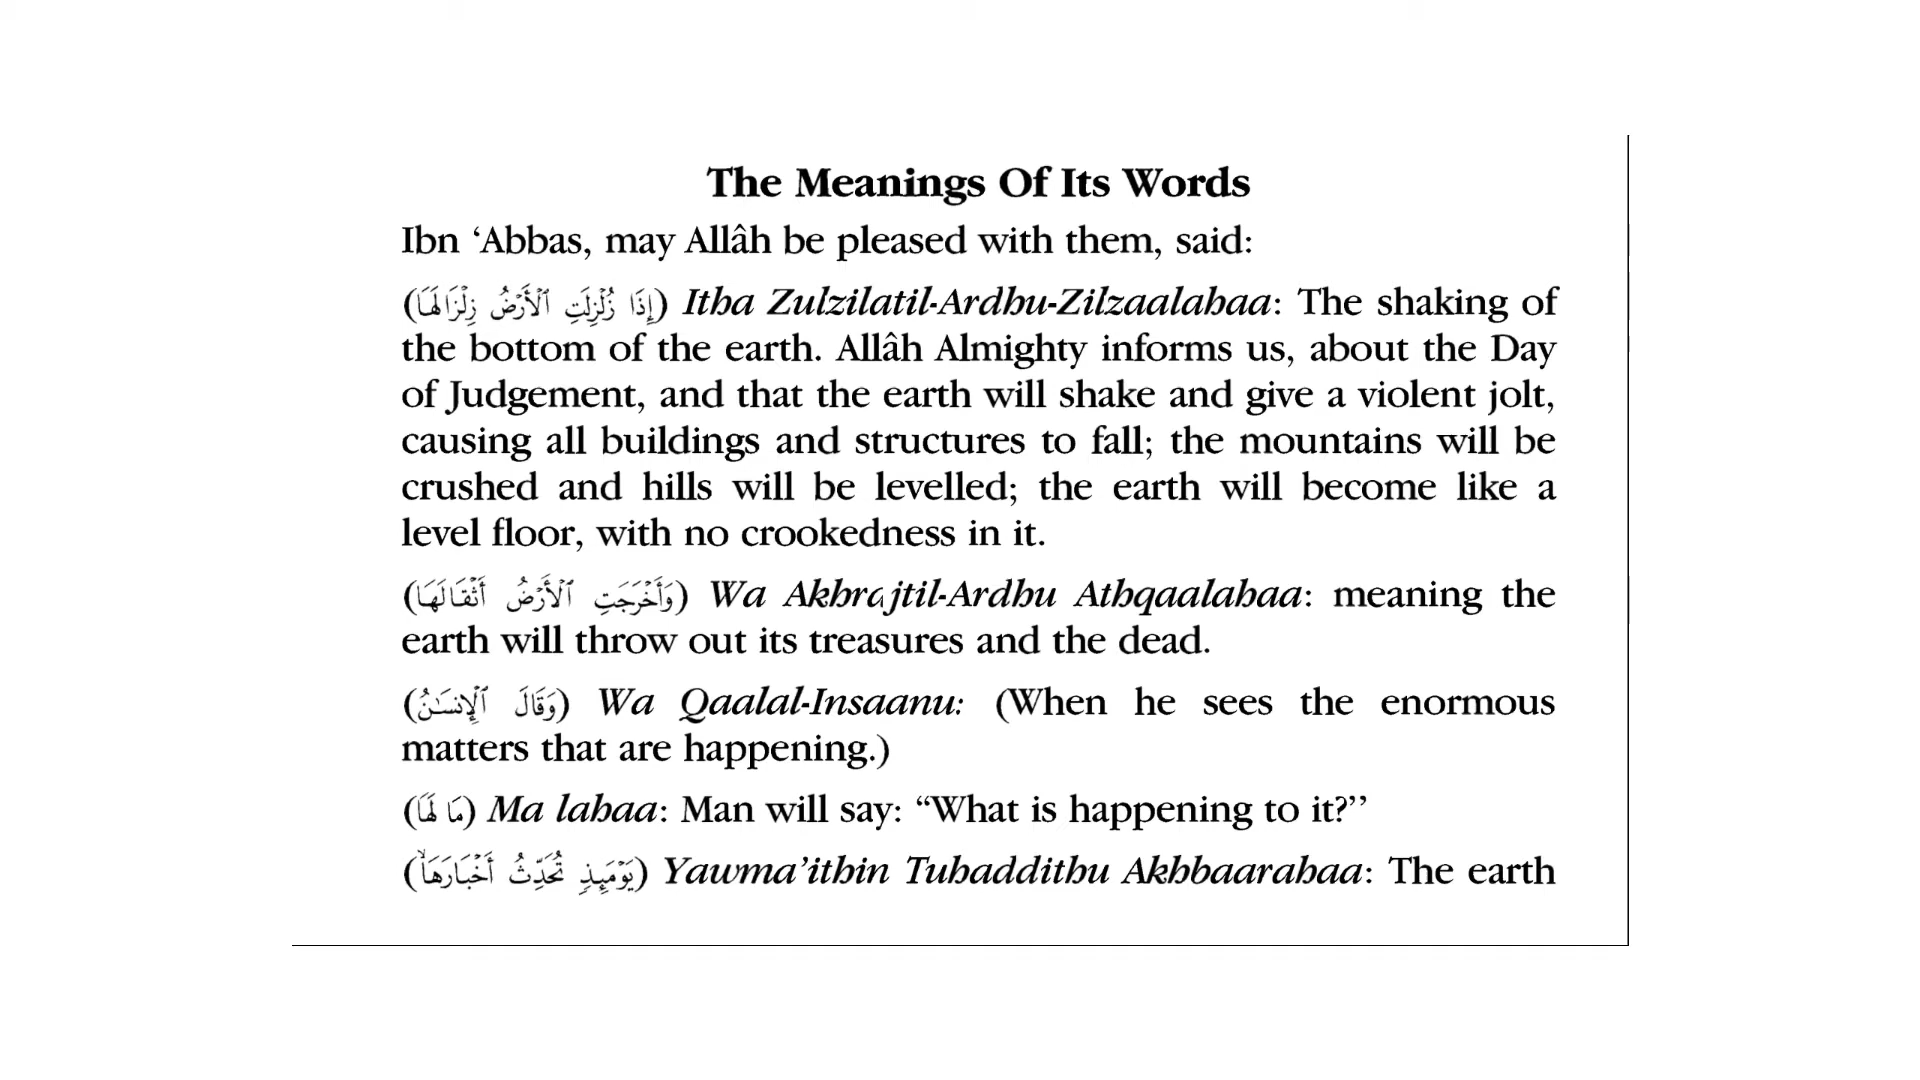 The Meanings Of Its Words
Ibn ‘Abbas, may Allâh be pleased with them, said:
(إِذَا زُلْزِلَتِ ٱلْأَرْضُ زِلْزَالَهَا) Itha Zulzilatil-Ardhu-Zilzaalahaa: The shaking of
the bottom of the earth. Allâh Almighty informs us, about the Day
of Judgement, and that the earth will shake and give a violent jolt,
causing all buildings and structures to fall; the mountains will be
crushed and hills will be levelled; the earth will become like a
level floor, with no crookedness in it.
(وَأَخْرَجَتِ ٱلْأَرْضُ أَثْقَالَهَا) Wa Akhrajtil-Ardhu Athqaalahaa: meaning the
earth will throw out its treasures and the dead.
(وَقَالَ ٱلْإِنسَـٰنُ) Wa Qaalal-Insaanu: (When he sees the enormous
matters that are happening.)
(مَا لَهَا) Ma lahaa: Man will say: “What is happening to it?’’
(يَوْمَئِذٍ تُحَدِّثُ أَخْبَارَهَا) Yawma’ithin Tuhaddithu Akhbaarahaa: The earth